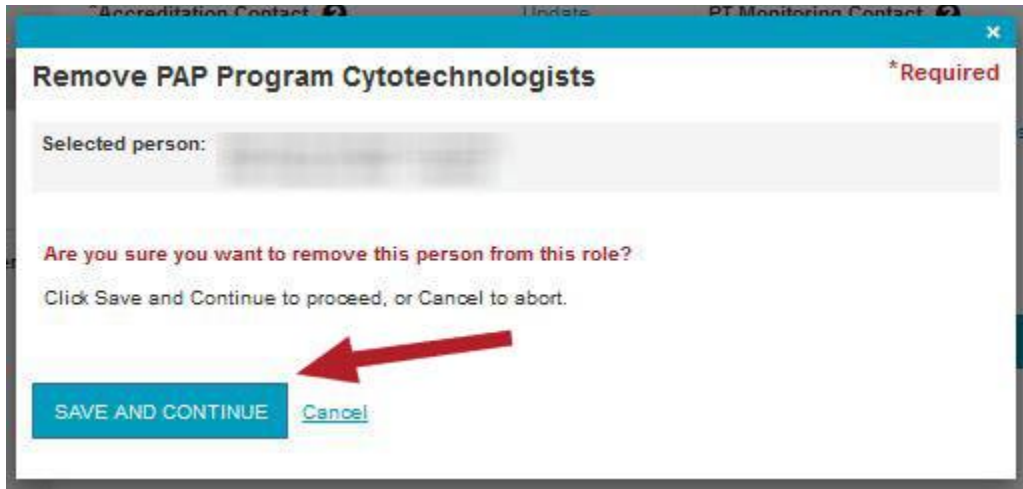 *Accreditation Contact ?
Update
PT Monitoring Contact ?
×
Remove PAP Program Cytotechnologists
*Required
Selected person:
Are you sure you want to remove this person from this role?
Click Save and Continue to proceed, or Cancel to abort.
SAVE AND CONTINUE
Cancel